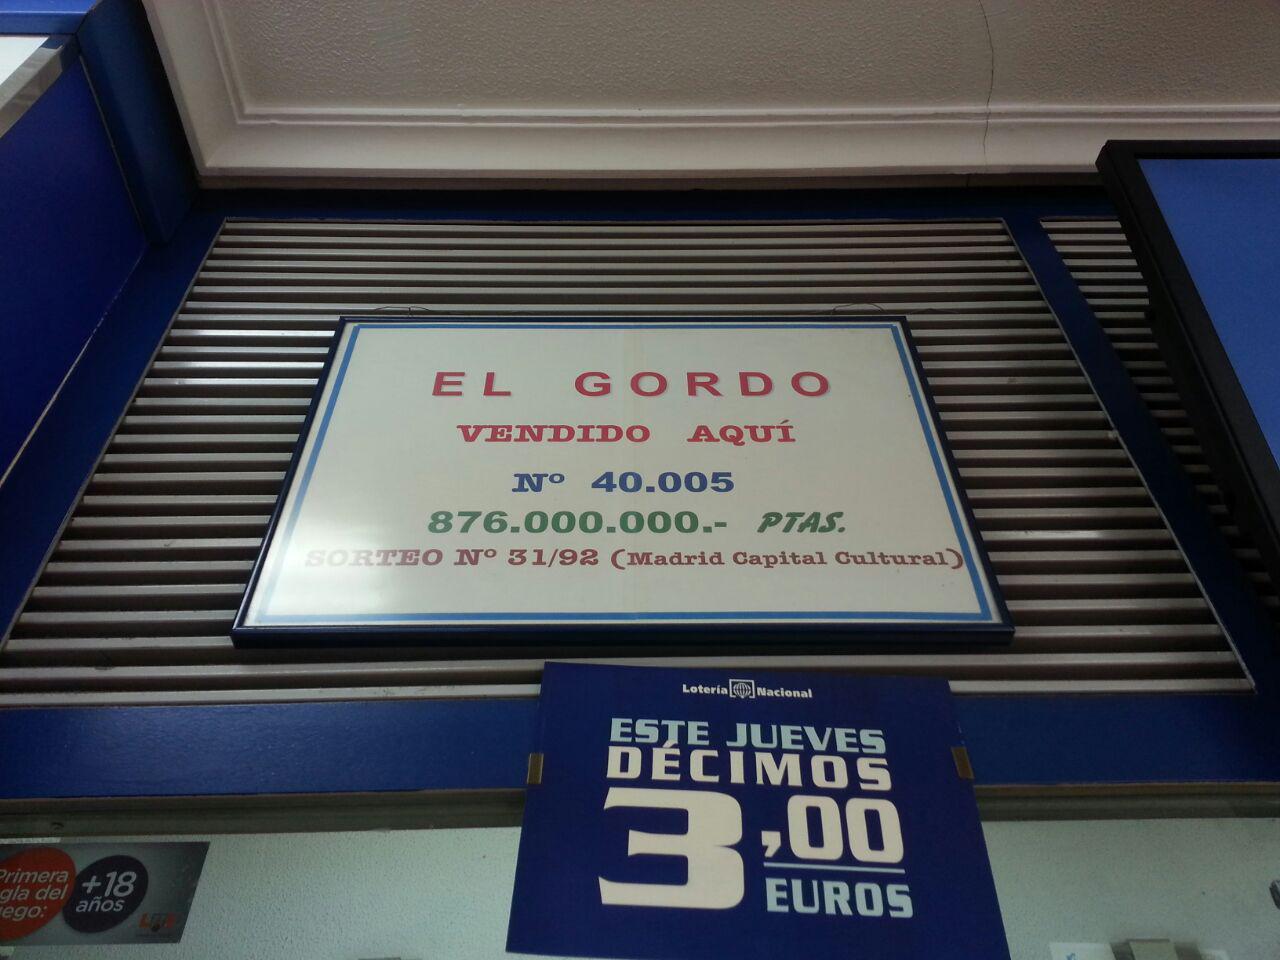 EL GORDO
VENDIDO AQUÍ
Nº 40.005
876.000.000.- PTAS.
SORTEO Nº 31/92 (Madrid Capital Cultural)
Lotería Nacional
ESTE JUEVES
DÉCIMOS
3,00
EUROS
Primera
gla del
uego:
+18
años